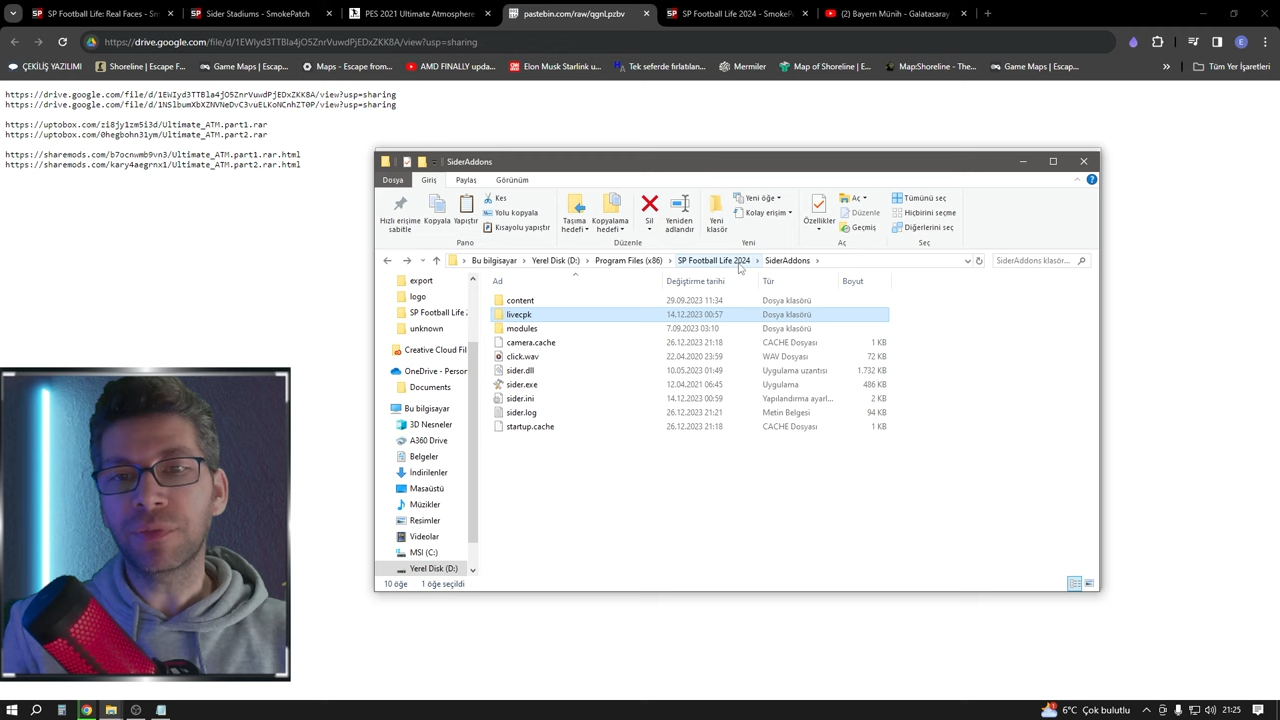 SP Football Life: Real Faces - Sm
Sider Stadiums - SmokePatch
PES 2021 Ultimate Atmosphere
pastebin.com/raw/qgnLpzbv
SP Football Life 2024 - SmokeP
(2) Bayern Münih - Galatasaray
https://drive.google.com/file/d/1EWIyd3TTBla4jO5ZnrVuwdPjEDxZKK8A/view?usp=sharing
ÇEKİLİŞ YAZILIMI
Shoreline | Escape F...
Game Maps | Escap...
Maps - Escape from...
AMD FINALLY upda...
Elon Musk Starlink u...
Tek seferde fırlatılan...
Mermiler
Map of Shoreline |...
Map:Shoreline - The...
Game Maps | Escap...
Tüm Yer İşaretleri
https://drive.google.com/file/d/1EWIyd3TTBla4jO5ZnrVuwdPjEDxZKK8A/view?usp=sharing
https://drive.google.com/file/d/1NSlbumXbXZNVNeDvC3vuELKoNCnhZT0P/view?usp=sharing
https://uptobox.com/zi8jy1zm5i3d/Ultimate_ATM.part1.rar
https://uptobox.com/0hegbohn31ym/Ultimate_ATM.part2.rar
https://sharemods.com/b7ocnwmb9vn3/Ultimate_ATM.part1.rar.html
https://sharemods.com/kary4aegrnx1/Ultimate_ATM.part2.rar.html
SiderAddons
Dosya Giriş Paylaş Görünüm
Hızlı erişime sabitle
Kopyala
Yapıştır
Kes
Yolu kopyala
Kısayolu yapıştır
Pano
Taşıma hedefi
Kopyalama hedefi
Sil
Yeniden adlandır
Düzenle
Yeni klasör
Yeni öğe
Kolay erişim
Yeni
Özellikler
Aç
Düzenle
Geçmiş
Aç
Tümünü seç
Hiçbirini seçme
Diğerlerini seç
Seç
Bu bilgisayar > Yerel Disk (D:) > Program Files (x86) > SP Football Life 2024 > SiderAddons >
SiderAddons klasör...
export
logo
SP Football Life 2
unknown
Creative Cloud Fil
OneDrive - Person
Documents
Bu bilgisayar
3D Nesneler
A360 Drive
Belgeler
İndirilenler
Masaüstü
Müzikler
Resimler
Videolar
MSI (C:)
Yerel Disk (D:)
Ad Değiştirme tarihi Tür Boyut
content 29.09.2023 11:34 Dosya klasörü
livecpk 14.12.2023 00:57 Dosya klasörü
modules 7.09.2023 03:10 Dosya klasörü
camera.cache 26.12.2023 21:18 CACHE Dosyası 1 KB
click.wav 22.04.2020 23:59 WAV Dosyası 72 KB
sider.dll 10.05.2023 01:49 Uygulama uzantısı 1.732 KB
sider.exe 12.04.2021 06:45 Uygulama 486 KB
sider.ini 14.12.2023 00:59 Yapılandırma ayarl... 2 KB
sider.log 26.12.2023 21:21 Metin Belgesi 94 KB
startup.cache 26.12.2023 21:18 CACHE Dosyası 1 KB
10 öğe 1 öğe seçildi
6°C Çok bulutlu
21:25